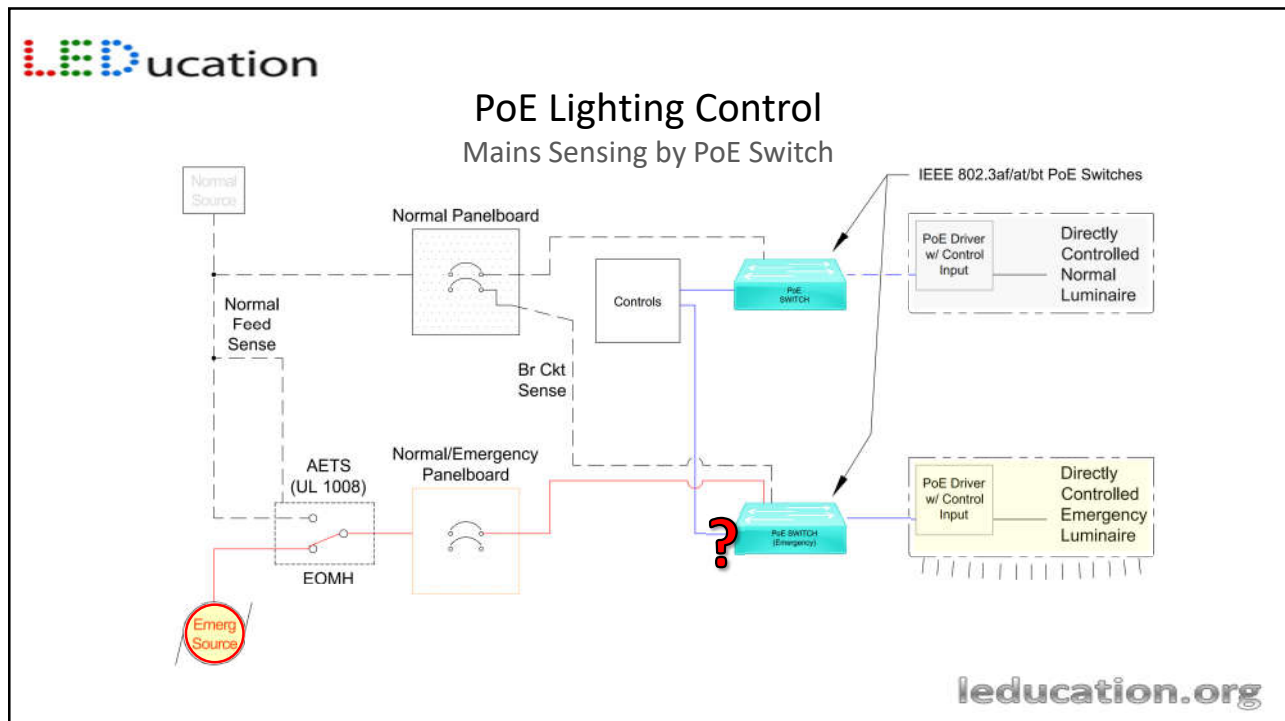 LEDucation
PoE Lighting Control
Mains Sensing by PoE Switch
Normal
Source
IEEE 802.3af/at/bt PoE Switches
Normal Panelboard
PoE Driver
w/ Control
Input
Directly
Controlled
Normal
Luminaire
PoE
SWITCH
Controls
Normal
Feed
Sense
Br Ckt
Sense
AETS
(UL 1008)
Normal/Emergency
Panelboard
PoE Driver
w/ Control
Input
Directly
Controlled
Emergency
Luminaire
?
PoE SWITCH
(Emergency)
EOMH
Emerg
Source
leducation.org